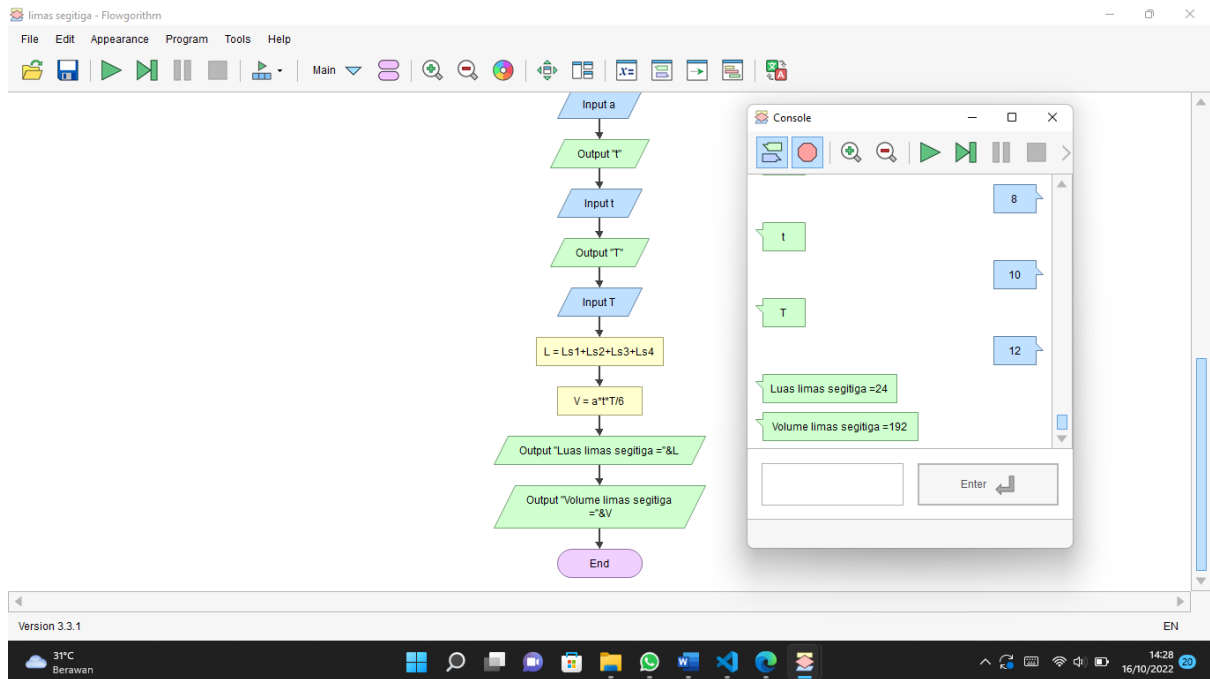 limas segitiga - Flowgorithm
File Edit Appearance Program Tools Help
Main
Input a
Output "t"
Input t
Output "T"
Input T
L = Ls1+Ls2+Ls3+Ls4
V = a*t*T/6
Output "Luas limas segitiga ="&L
Output "Volume limas segitiga
="&V
End
Console
8
t
10
T
12
Luas limas segitiga =24
Volume limas segitiga =192
Enter
Version 3.3.1
EN
31°C
Berawan
14:28
16/10/2022
20